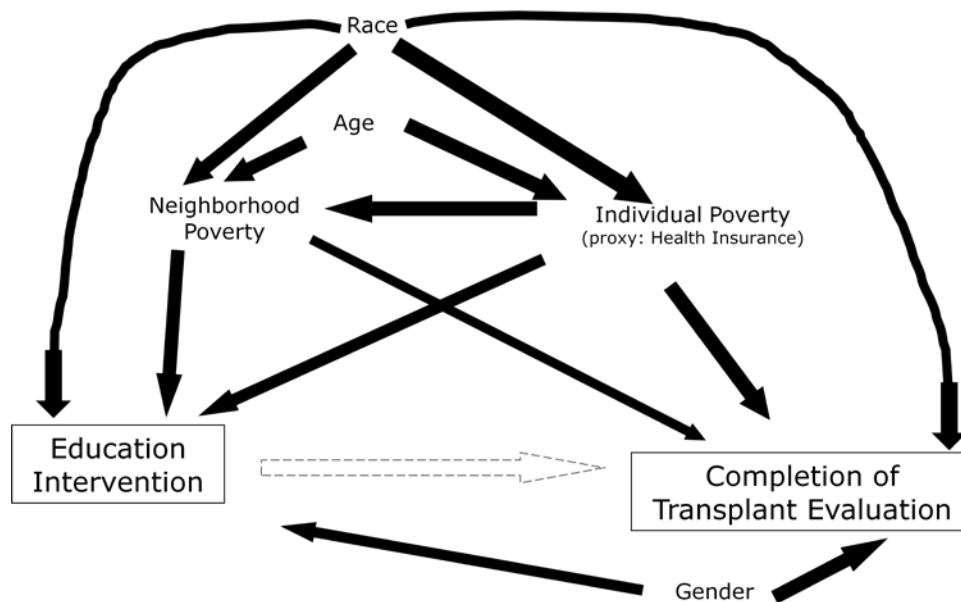 Race
Age
Neighborhood
Poverty
Individual Poverty
(proxy: Health Insurance)
Education
Intervention
Completion of
Transplant Evaluation
Gender